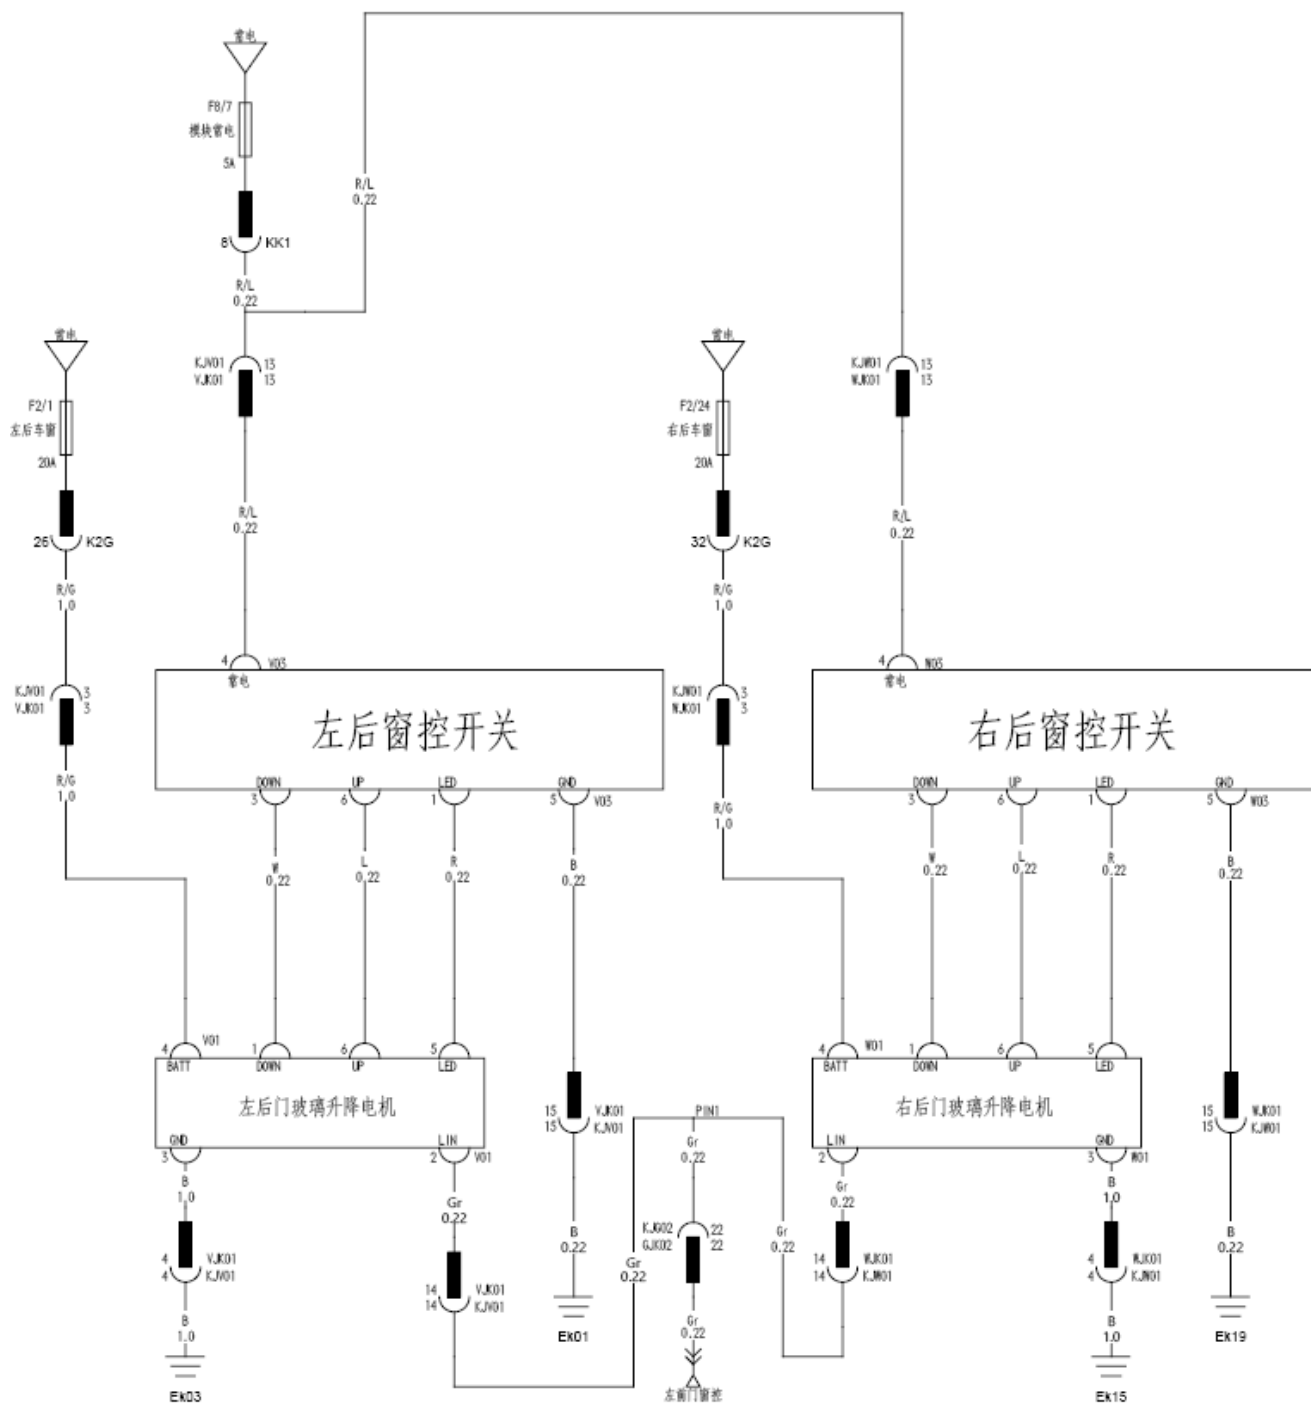 常电
F8/7
模块常电
5A
8 KK1
R/L
0.22
R/L
0.22
常电
F2/1
左后车窗
20A
26 K2G
R/G
1.0
KJV01 3
VJK01 3
R/G
1.0
KJV01 13
VJK01 13
R/L
0.22
常电
F2/24
右后车窗
20A
32 K2G
R/G
1.0
KJW01 3
WJK01 3
R/G
1.0
KJW01 13
WJK01 13
R/L
0.22
4 V03
常电
左后窗控开关
DOWN UP LED GND
3 6 1 5 V03
W
0.22
L
0.22
R
0.22
B
0.22
4 W03
常电
右后窗控开关
DOWN UP LED GND
3 6 1 5 W03
W
0.22
L
0.22
R
0.22
B
0.22
4 V01 1 6 5
BATT DOWN UP LED
左后门玻璃升降电机
GND LIN
3 2 V01
B
1.0
4 VJK01
4 KJV01
B
1.0
Ek03
Gr
0.22
14 VJK01
14 KJV01
15 VJK01
15 KJV01
B
0.22
Ek01
Gr
0.22
PIN1
Gr
0.22
KJG02 22
GJK02 22
Gr
0.22
左前门窗控
Gr
0.22
4 W01 1 6 5
BATT DOWN UP LED
右后门玻璃升降电机
LIN GND
2 3 W01
Gr
0.22
14 WJK01
14 KJW01
B
1.0
4 WJK01
4 KJW01
B
1.0
Ek15
15 WJK01
15 KJW01
B
0.22
Ek19